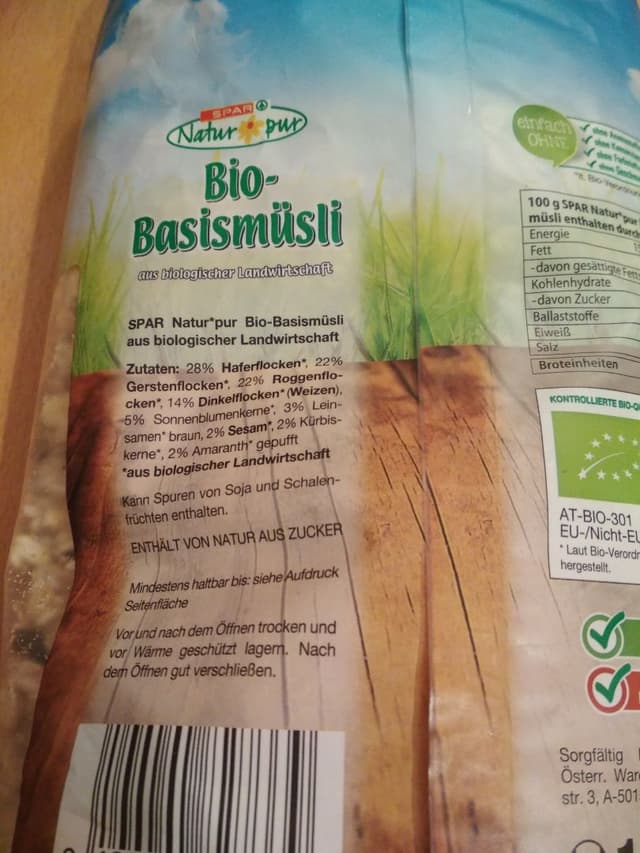 SPAR
Natur pur
Bio-
Basismüsli
aus biologischer Landwirtschaft
SPAR Natur*pur Bio-Basismüsli
aus biologischer Landwirtschaft
Zutaten: 28% Haferflocken*, 22%
Gerstenflocken*, 22% Roggenflo-
cken*, 14% Dinkelflocken* (Weizen),
5% Sonnenblumenkerne*, 3% Lein-
samen* braun, 2% Sesam*, 2% Kürbis-
kerne*, 2% Amaranth* gepufft
*aus biologischer Landwirtschaft
Kann Spuren von Soja und Schalen-
früchten enthalten.
ENTHÄLT VON NATUR AUS ZUCKER
Mindestens haltbar bis: siehe Aufdruck
Seitenfläche
Vor und nach dem Öffnen trocken und
vor Wärme geschützt lagern. Nach
dem Öffnen gut verschließen.
einfach
OHNE
ohne
ohne
ohne
ohne
100 g SPAR Natur*pur
müsli enthalten durch
Energie
Fett
-davon gesättigte Fett
Kohlenhydrate
-davon Zucker
Ballaststoffe
Eiweiß
Salz
Broteinheiten
KONTROLLIERTE BIO-Q
AT-BIO-301
EU-/Nicht-EU
* Laut Bio-Verordn
hergestellt.
Sorgfältig
Österr. War
str. 3, A-501